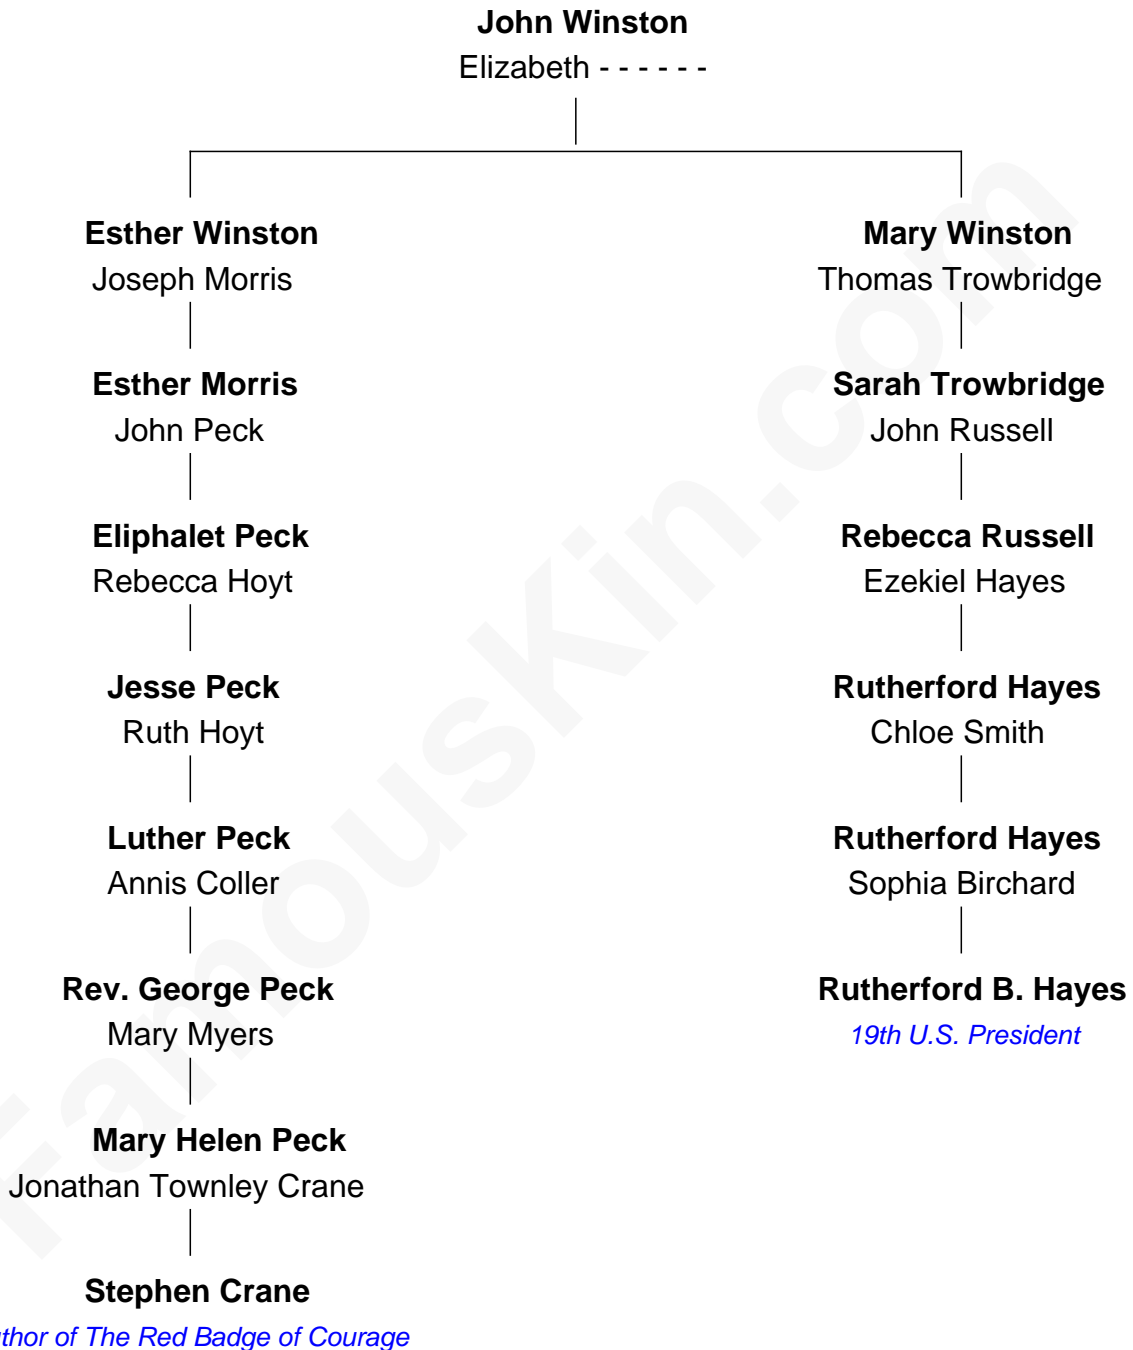 John Winston
Elizabeth - - - - - -
Esther Winston
Joseph Morris
Mary Winston
Thomas Trowbridge
Esther Morris
John Peck
Sarah Trowbridge
John Russell
Eliphalet Peck
Rebecca Hoyt
Rebecca Russell
Ezekiel Hayes
Jesse Peck
Ruth Hoyt
Rutherford Hayes
Chloe Smith
Luther Peck
Annis Coller
Rutherford Hayes
Sophia Birchard
Rev. George Peck
Mary Myers
Rutherford B. Hayes
19th U.S. President
Mary Helen Peck
Jonathan Townley Crane
Stephen Crane
uthor of The Red Badge of Courage
FamousKin.com